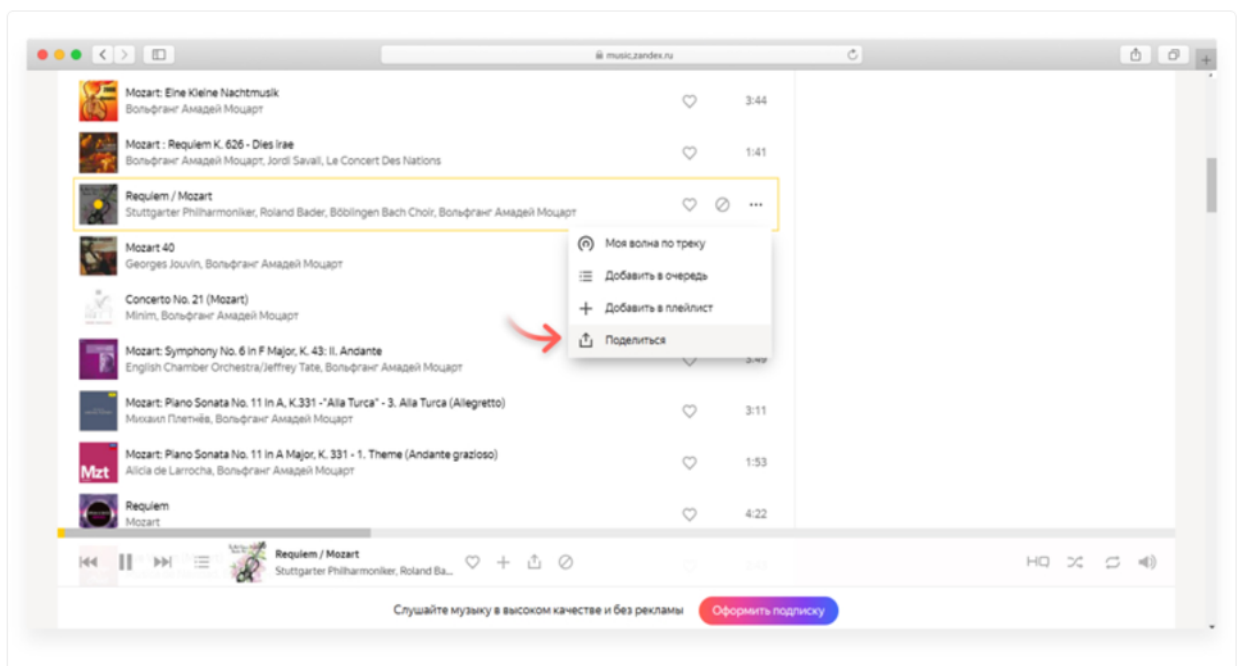 music.zandex.ru
Mozart: Eine Kleine Nachtmusik
Вольфганг Амадей Моцарт
3:44
Mozart : Requiem K. 626 - Dies Irae
Вольфганг Амадей Моцарт, Jordi Savall, Le Concert Des Nations
1:41
Requiem / Mozart
Stuttgarter Philharmoniker, Roland Bader, Böblingen Bach Choir, Вольфганг Амадей Моцарт
Моя волна по треку
Добавить в очередь
Добавить в плейлист
Поделиться
Mozart 40
Georges Jouvin, Вольфганг Амадей Моцарт
Concerto No. 21 (Mozart)
Minim, Вольфганг Амадей Моцарт
Mozart: Symphony No. 6 in F Major, K. 43: II. Andante
English Chamber Orchestra/Jeffrey Tate, Вольфганг Амадей Моцарт
3:49
Mozart: Piano Sonata No. 11 in A, K.331 -"Alla Turca" - 3. Alla Turca (Allegretto)
Михаил Плетнёв, Вольфганг Амадей Моцарт
3:11
Mzt
Mozart: Piano Sonata No. 11 in A Major, K. 331 - 1. Theme (Andante grazioso)
Alicia de Larrocha, Вольфганг Амадей Моцарт
1:53
Requiem
Mozart
4:22
Requiem / Mozart
Stuttgarter Philharmoniker, Roland Ba...
HQ
Слушайте музыку в высоком качестве и без рекламы
Оформить подписку